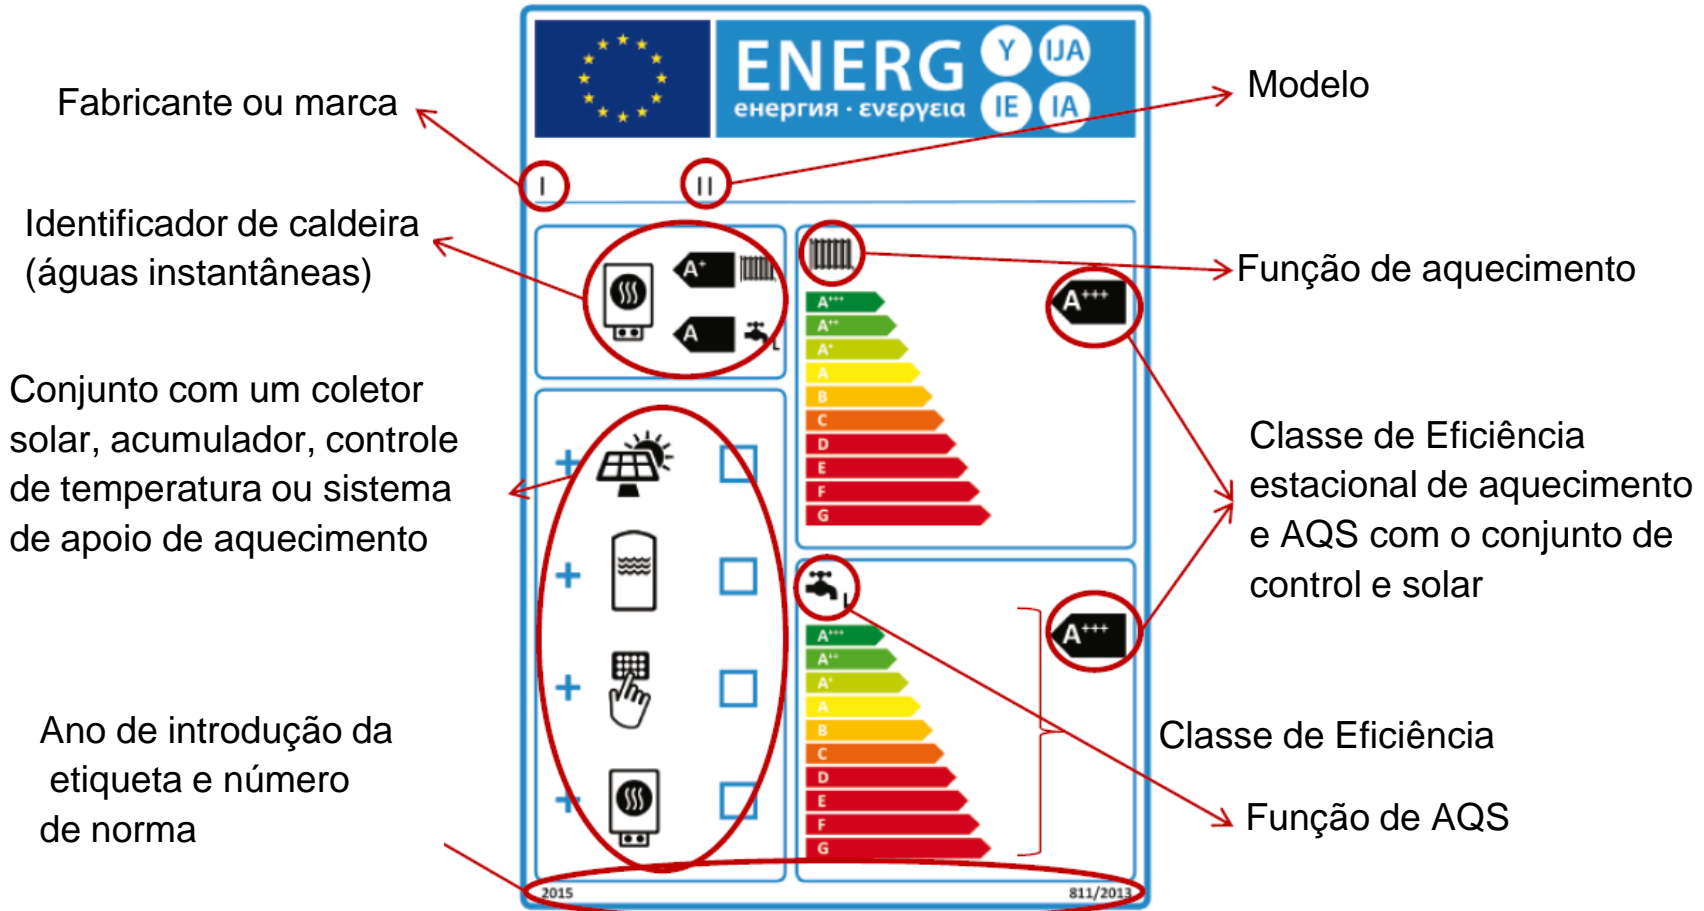 ENERG
енергия · ενεργεια
Y
IJA
IE
IA
Fabricante ou marca
Modelo
I
II
Identificador de caldeira
(águas instantâneas)
A+
A
Função de aquecimento
A+++
A++
A+
A
B
C
D
E
F
G
A+++
Conjunto com um coletor
solar, acumulador, controle
de temperatura ou sistema
de apoio de aquecimento
+
+
+
+
Classe de Eficiência
estacional de aquecimento
e AQS com o conjunto de
control e solar
A+++
A++
A+
A
B
C
D
E
F
G
A+++
Classe de Eficiência
Função de AQS
Ano de introdução da
etiqueta e número
de norma
2015
811/2013